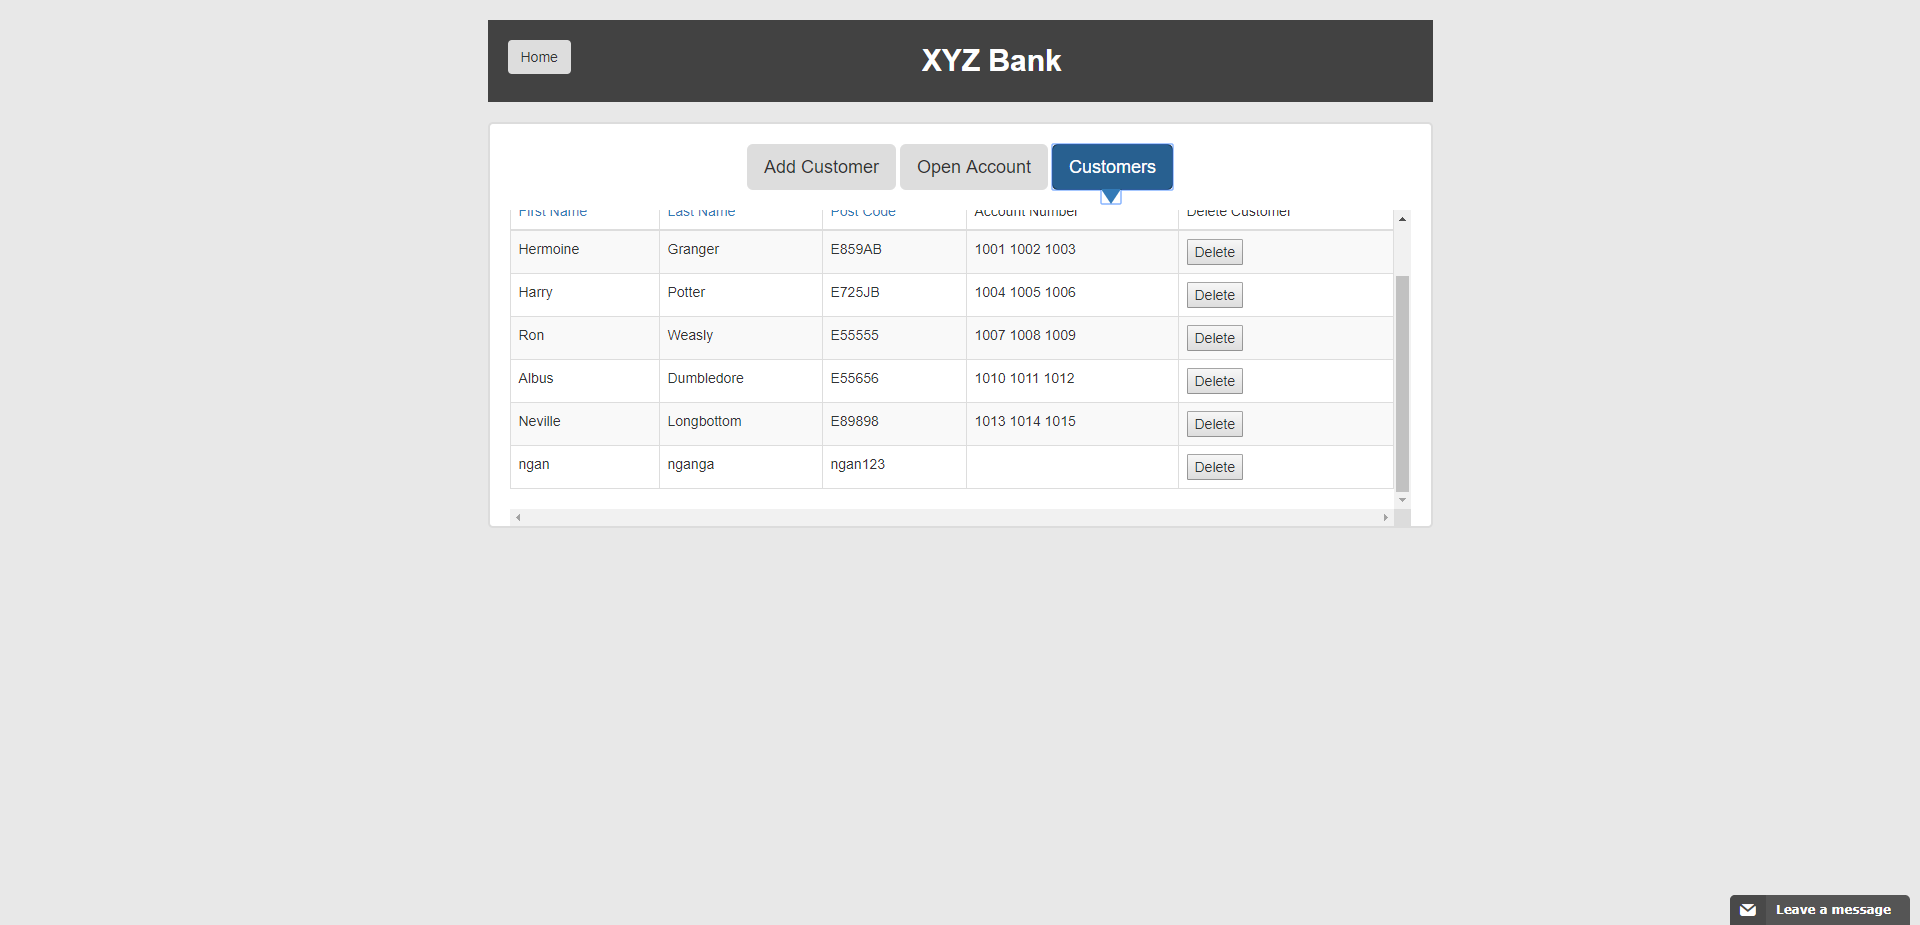 Home
XYZ Bank
Add Customer Open Account Customers
First Name Last Name Post Code Account Number Delete Customer
Hermoine Granger E859AB 1001 1002 1003 Delete
Harry Potter E725JB 1004 1005 1006 Delete
Ron Weasly E55555 1007 1008 1009 Delete
Albus Dumbledore E55656 1010 1011 1012 Delete
Neville Longbottom E89898 1013 1014 1015 Delete
ngan nganga ngan123 Delete
Leave a message